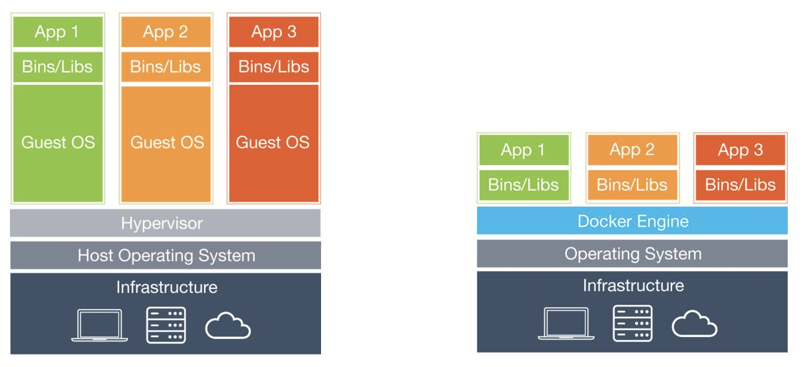 App 1
App 2
App 3
Bins/Libs
Bins/Libs
Bins/Libs
Guest OS
Guest OS
Guest OS
Hypervisor
Host Operating System
Infrastructure
App 1
App 2
App 3
Bins/Libs
Bins/Libs
Bins/Libs
Docker Engine
Operating System
Infrastructure